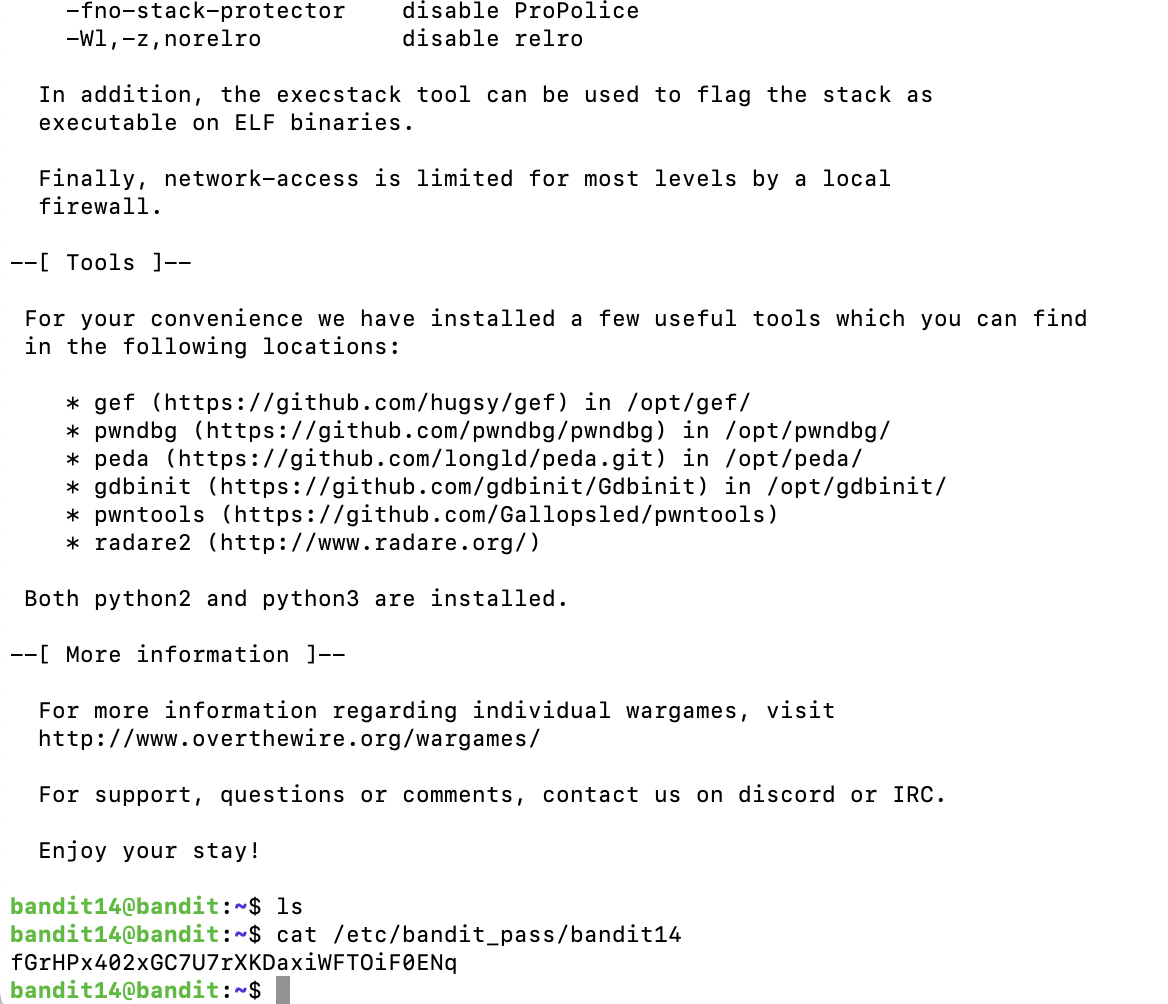 -fno-stack-protector    disable ProPolice
-Wl,-z,norelro          disable relro
In addition, the execstack tool can be used to flag the stack as
executable on ELF binaries.
Finally, network-access is limited for most levels by a local
firewall.
--[ Tools ]--
For your convenience we have installed a few useful tools which you can find
in the following locations:
* gef (https://github.com/hugsy/gef) in /opt/gef/
* pwndbg (https://github.com/pwndbg/pwndbg) in /opt/pwndbg/
* peda (https://github.com/longld/peda.git) in /opt/peda/
* gdbinit (https://github.com/gdbinit/Gdbinit) in /opt/gdbinit/
* pwntools (https://github.com/Gallopsled/pwntools)
* radare2 (http://www.radare.org/)
Both python2 and python3 are installed.
--[ More information ]--
For more information regarding individual wargames, visit
http://www.overthewire.org/wargames/
For support, questions or comments, contact us on discord or IRC.
Enjoy your stay!
bandit14@bandit:~$ ls
bandit14@bandit:~$ cat /etc/bandit_pass/bandit14
fGrHPx402xGC7U7rXKDaxiWFTOiF0ENq
bandit14@bandit:~$